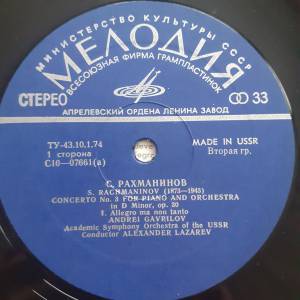 МИНИСТЕРСТВО КУЛЬТУРЫ СССР
МЕЛОДИЯ
ВСЕСОЮЗНАЯ ФИРМА ГРАМПЛАСТИНОК
СТЕРЕО
33
АПРЕЛЕВСКИЙ ОРДЕНА ЛЕНИНА ЗАВОД
ТУ-43.10.1.74
1 сторона
С10—07661(а)
MADE IN USSR
Вторая гр.
С. РАХМАНИНОВ
S. RACHMANINOV (1873—1943)
CONCERTO No. 3 FOR PIANO AND ORCHESTRA
in D Minor, op. 30
I. Allegro ma non tanto
ANDREI GAVRILOV
Academic Symphony Orchestra of the USSR
Conductor ALEXANDER LAZAREV